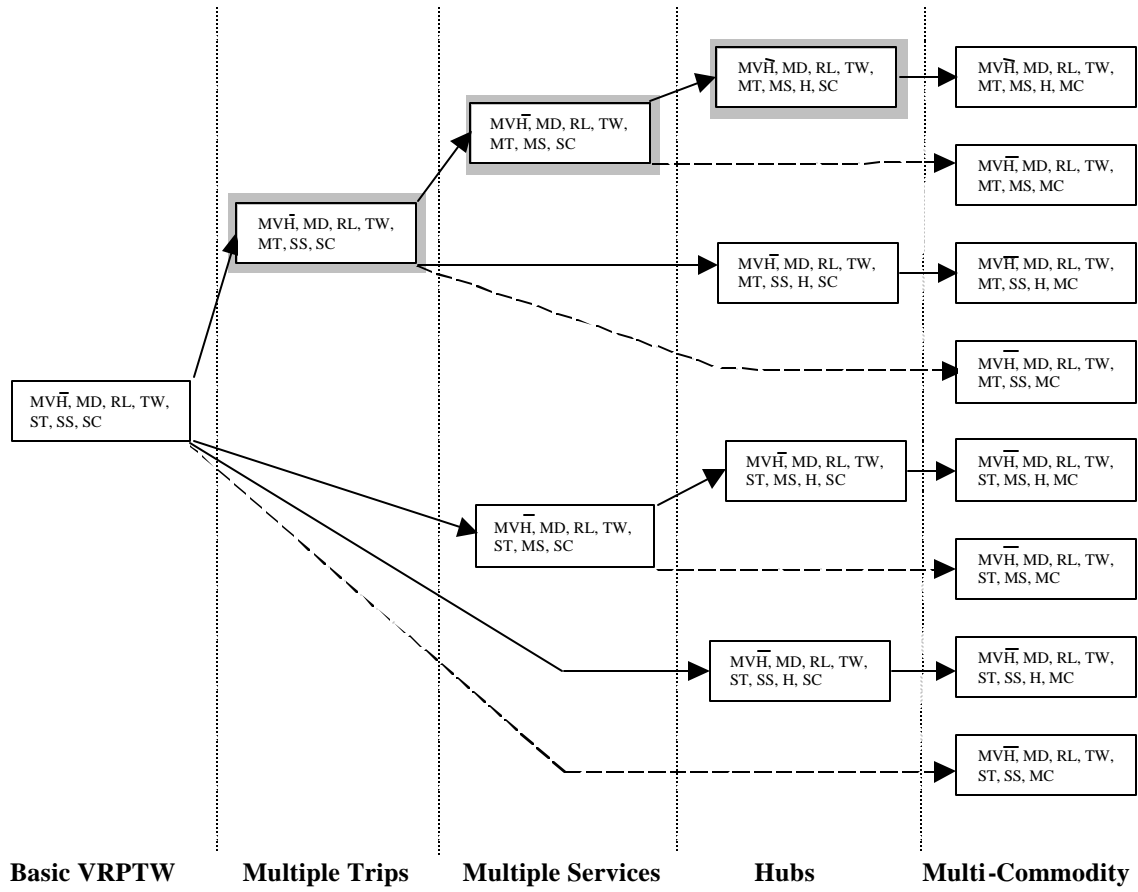 MVH̅, MD, RL, TW,
MT, MS, H, SC
MVH̅, MD, RL, TW,
MT, MS, H, MC
MVH̅, MD, RL, TW,
MT, MS, SC
MVH̅, MD, RL, TW,
MT, MS, MC
MVH̅, MD, RL, TW,
MT, SS, SC
MVH̅, MD, RL, TW,
MT, SS, H, SC
MVH̅, MD, RL, TW,
MT, SS, H, MC
MVH̅, MD, RL, TW,
MT, SS, MC
MVH̅, MD, RL, TW,
ST, SS, SC
MVH̅, MD, RL, TW,
ST, MS, H, SC
MVH̅, MD, RL, TW,
ST, MS, H, MC
MVH̅, MD, RL, TW,
ST, MS, SC
MVH̅, MD, RL, TW,
ST, MS, MC
MVH̅, MD, RL, TW,
ST, SS, H, SC
MVH̅, MD, RL, TW,
ST, SS, H, MC
MVH̅, MD, RL, TW,
ST, SS, MC
Basic VRPTW
Multiple Trips
Multiple Services
Hubs
Multi-Commodity